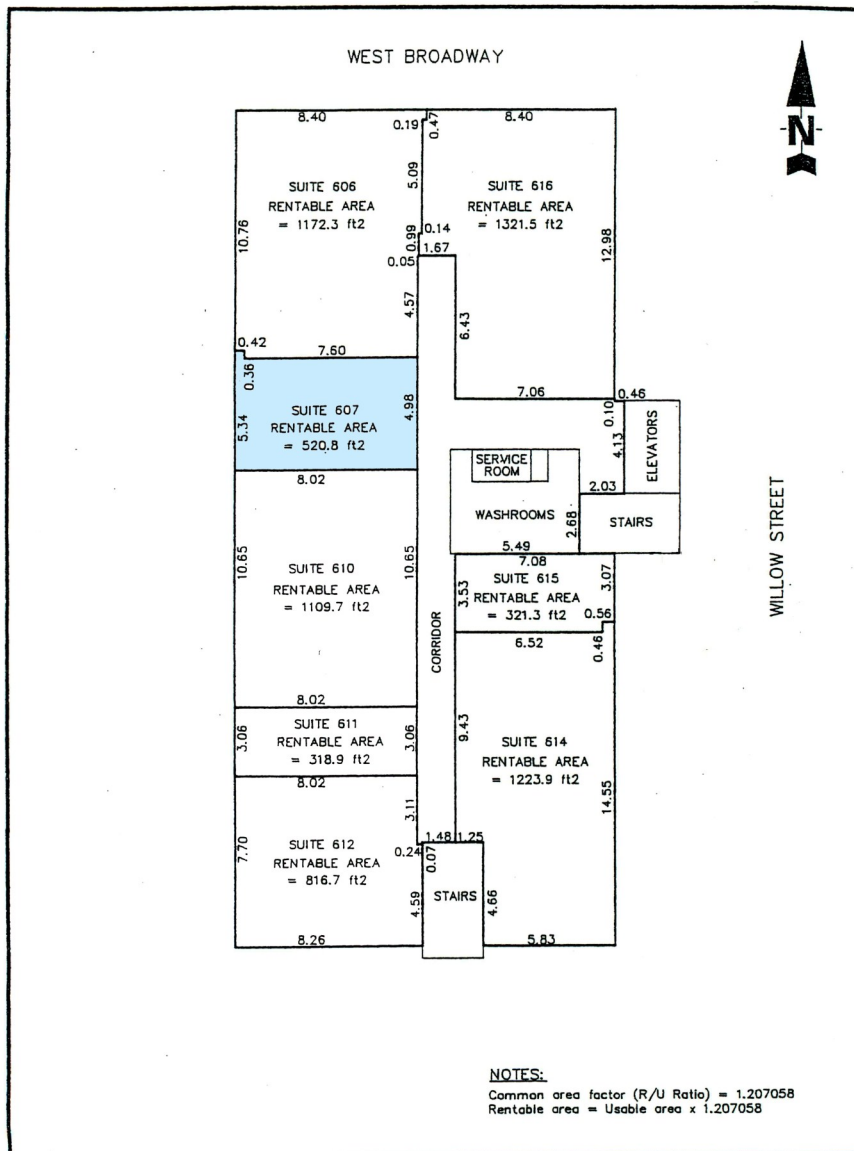 WEST BROADWAY
N
8.40
0.19
0.47
8.40
5.09
SUITE 606
RENTABLE AREA
= 1172.3 ft2
SUITE 616
RENTABLE AREA
= 1321.5 ft2
10.76
0.99
0.14
1.67
12.98
0.05
4.57
6.43
0.42
7.60
0.36
7.06
0.46
5.34
SUITE 607
RENTABLE AREA
= 520.8 ft2
4.98
0.10
4.13
ELEVATORS
8.02
SERVICE
ROOM
2.03
WASHROOMS
2.68
STAIRS
WILLOW STREET
5.49
7.08
10.65
SUITE 610
RENTABLE AREA
= 1109.7 ft2
10.65
3.53
SUITE 615
RENTABLE AREA
= 321.3 ft2
3.07
0.56
CORRIDOR
6.52
0.46
8.02
3.06
SUITE 611
RENTABLE AREA
= 318.9 ft2
3.06
9.43
SUITE 614
RENTABLE AREA
= 1223.9 ft2
8.02
3.11
14.55
7.70
SUITE 612
RENTABLE AREA
= 816.7 ft2
0.24
1.48
1.25
0.07
4.59
STAIRS
4.66
8.26
5.83
NOTES:
Common area factor (R/U Ratio) = 1.207058
Rentable area = Usable area x 1.207058